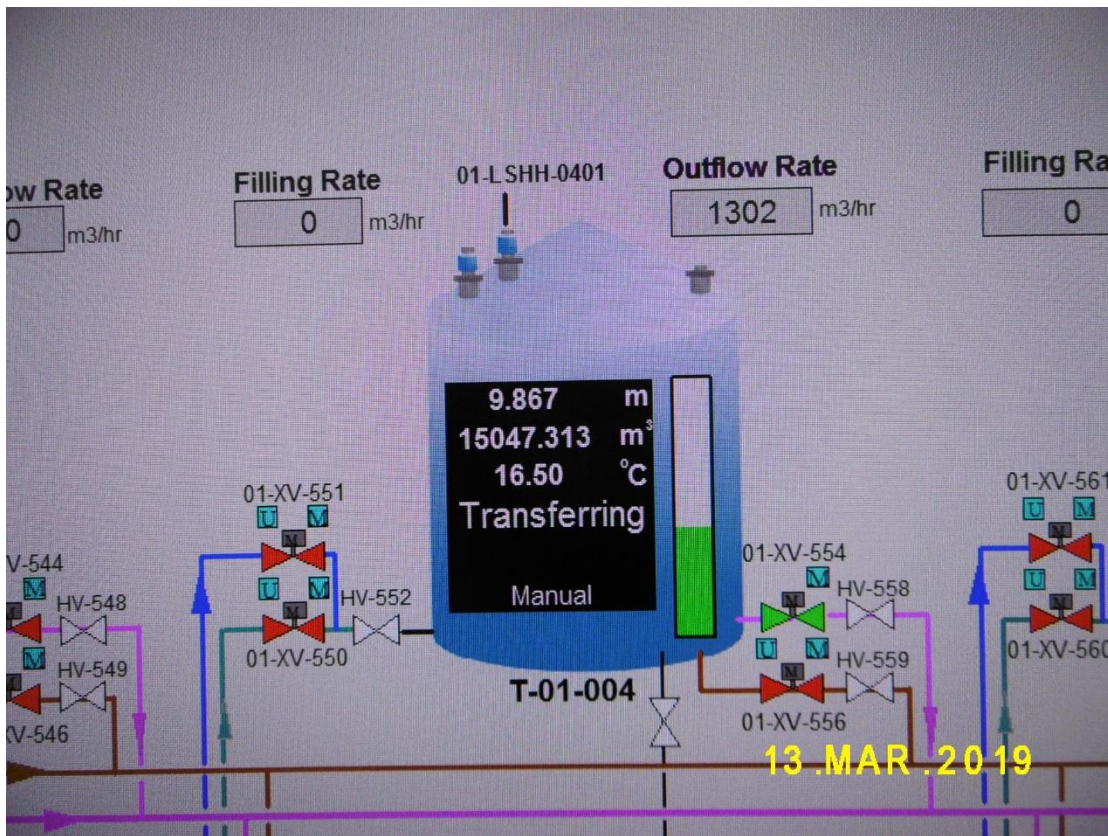 ow Rate
0 m3/hr
Filling Rate
0 m3/hr
01-LSHH-0401
Outflow Rate
1302 m3/hr
Filling Ra
0
9.867 m
15047.313 m³
16.50 °C
Transferring
Manual
T-01-004
01-XV-551
U M
M
U M
M
01-XV-550
HV-552
XV-544
M
HV-548
M
HV-549
XV-546
01-XV-554
M
M
HV-558
U M
M
HV-559
01-XV-556
01-XV-561
U M
M
U M
M
01-XV-560
13.MAR.2019